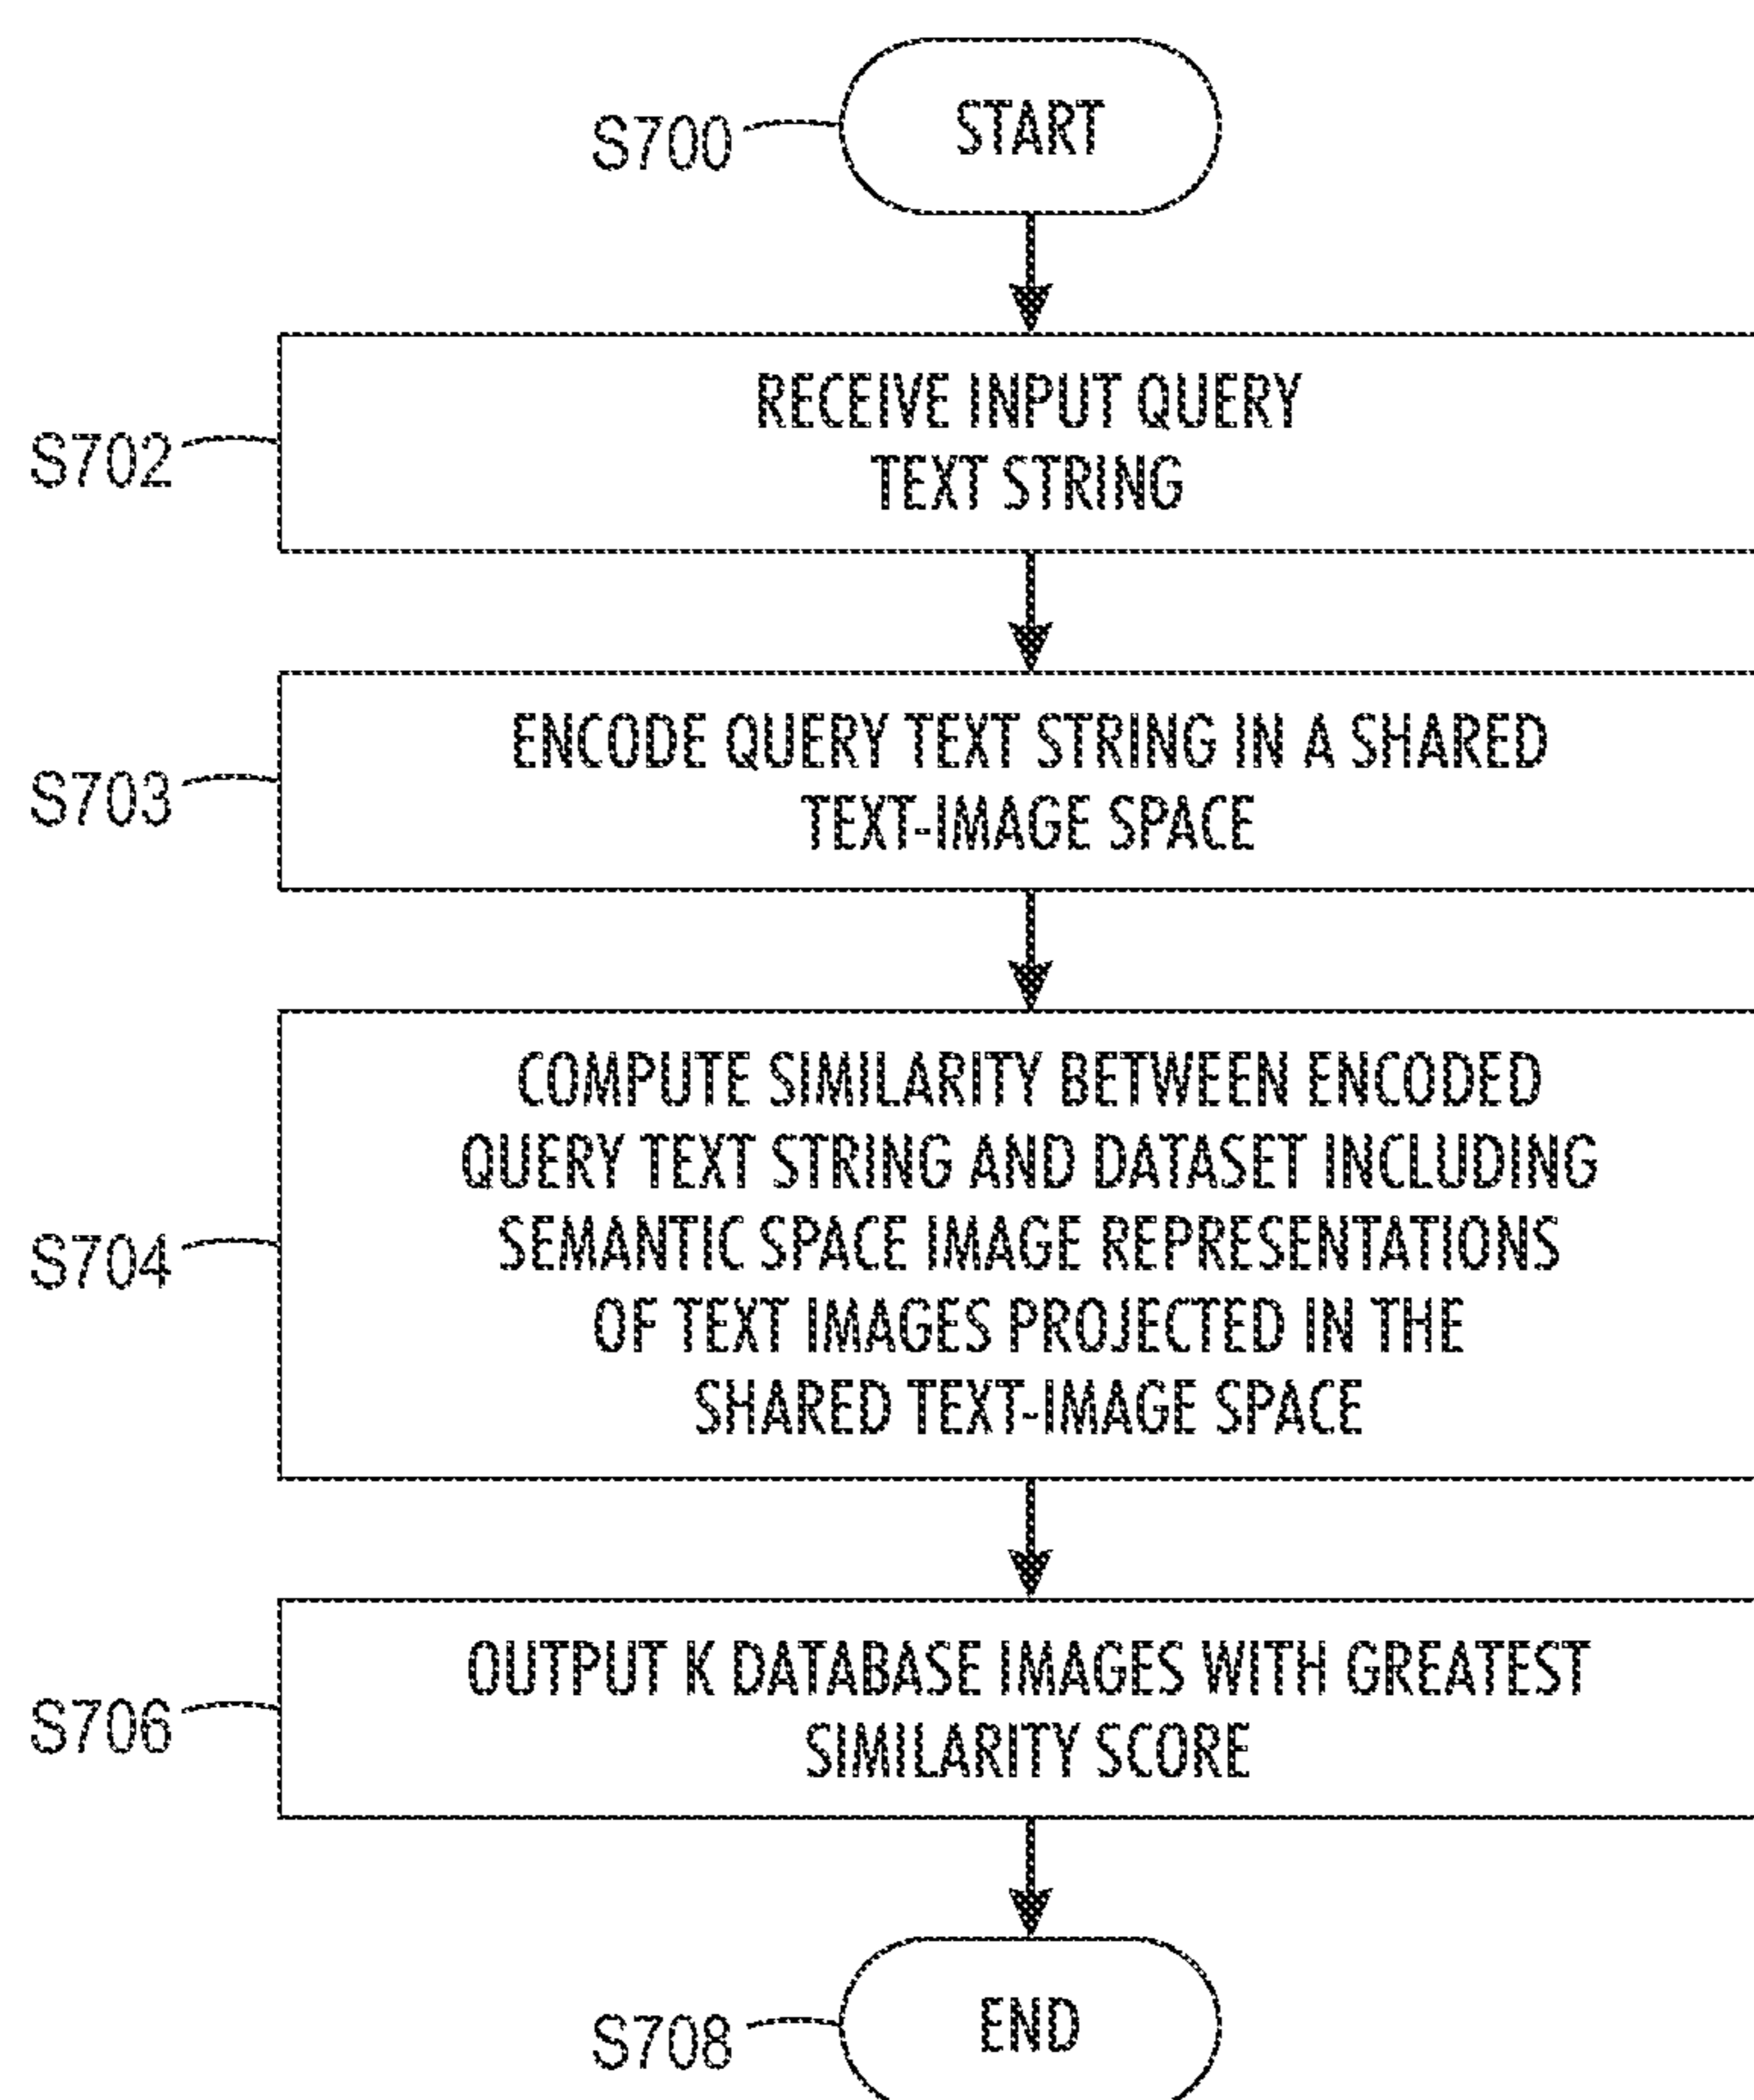 S700
START
S702
RECEIVE INPUT QUERY
TEXT STRING
S703
ENCODE QUERY TEXT STRING IN A SHARED
TEXT-IMAGE SPACE
S704
COMPUTE SIMILARITY BETWEEN ENCODED
QUERY TEXT STRING AND DATASET INCLUDING
SEMANTIC SPACE IMAGE REPRESENTATIONS
OF TEXT IMAGES PROJECTED IN THE
SHARED TEXT-IMAGE SPACE
S706
OUTPUT K DATABASE IMAGES WITH GREATEST
SIMILARITY SCORE
S708
END